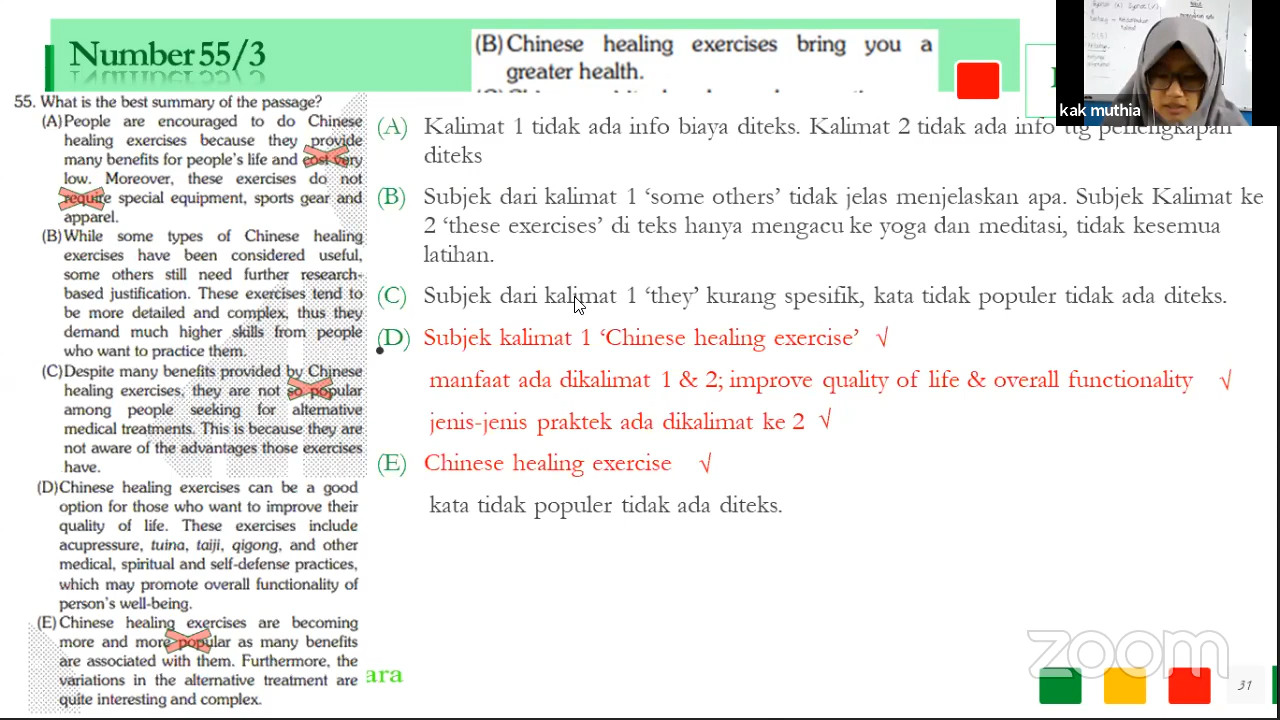 Number 55/3
(B) Chinese healing exercises bring you a
greater health.
kak muthia
55. What is the best summary of the passage?
(A) People are encouraged to do Chinese
healing exercises because they provide
many benefits for people's life and cost very
low. Moreover, these exercises do not
require special equipment, sports gear and
apparel.
(B) While some types of Chinese healing
exercises have been considered useful,
some others still need further research-
based justification. These exercises tend to
be more detailed and complex, thus they
demand much higher skills from people
who want to practice them.
(C) Despite many benefits provided by Chinese
healing exercises, they are not so popular
among people seeking for alternative
medical treatments. This is because they are
not aware of the advantages those exercises
have.
(D) Chinese healing exercises can be a good
option for those who want to improve their
quality of life. These exercises include
acupressure, tuina, taiji, qigong, and other
medical, spiritual and self-defense practices,
which may promote overall functionality of
person's well-being.
(E) Chinese healing exercises are becoming
more and more popular as many benefits
are associated with them. Furthermore, the
variations in the alternative treatment are
quite interesting and complex.
(A) Kalimat 1 tidak ada info biaya diteks. Kalimat 2 tidak ada info ttg perlengkapan
diteks
(B) Subjek dari kalimat 1 'some others' tidak jelas menjelaskan apa. Subjek Kalimat ke
2 'these exercises' di teks hanya mengacu ke yoga dan meditasi, tidak kesemua
latihan.
(C) Subjek dari kalimat 1 'they' kurang spesifik, kata tidak populer tidak ada diteks.
(D) Subjek kalimat 1 'Chinese healing exercise' √
manfaat ada dikalimat 1 & 2; improve quality of life & overall functionality √
jenis-jenis praktek ada dikalimat ke 2 √
(E) Chinese healing exercise √
kata tidak populer tidak ada diteks.
ara
zoom
31